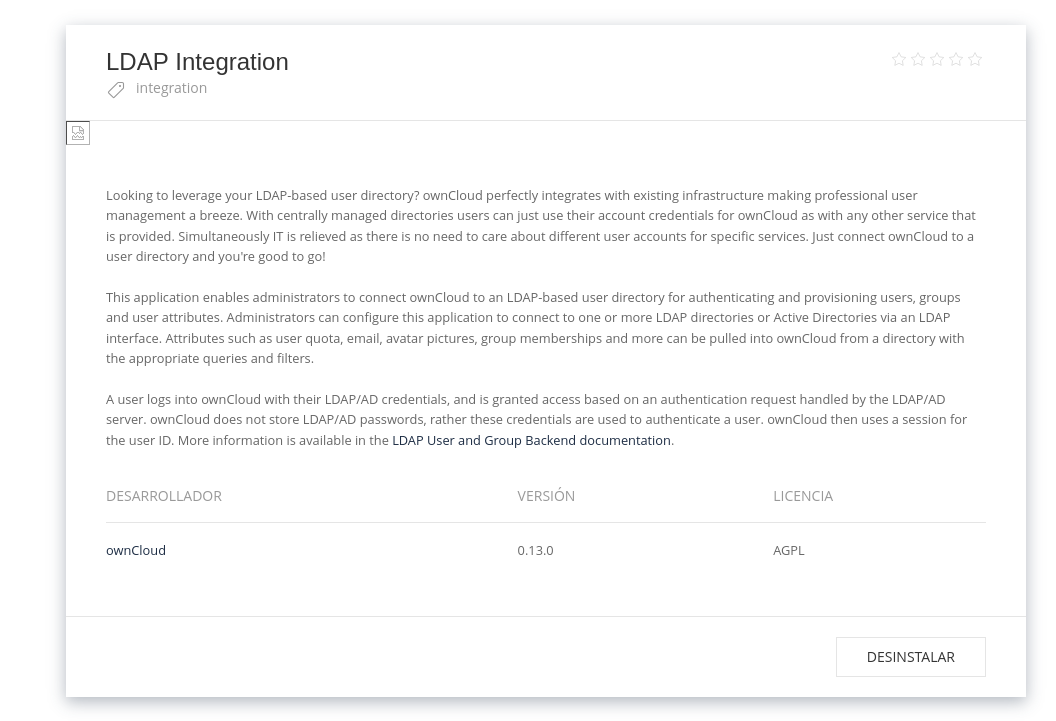 LDAP Integration
integration
Looking to leverage your LDAP-based user directory? ownCloud perfectly integrates with existing infrastructure making professional user
management a breeze. With centrally managed directories users can just use their account credentials for ownCloud as with any other service that
is provided. Simultaneously IT is relieved as there is no need to care about different user accounts for specific services. Just connect ownCloud to a
user directory and you're good to go!
This application enables administrators to connect ownCloud to an LDAP-based user directory for authenticating and provisioning users, groups
and user attributes. Administrators can configure this application to connect to one or more LDAP directories or Active Directories via an LDAP
interface. Attributes such as user quota, email, avatar pictures, group memberships and more can be pulled into ownCloud from a directory with
the appropriate queries and filters.
A user logs into ownCloud with their LDAP/AD credentials, and is granted access based on an authentication request handled by the LDAP/AD
server. ownCloud does not store LDAP/AD passwords, rather these credentials are used to authenticate a user. ownCloud then uses a session for
the user ID. More information is available in the LDAP User and Group Backend documentation.
DESARROLLADOR VERSIÓN LICENCIA
ownCloud 0.13.0 AGPL
DESINSTALAR